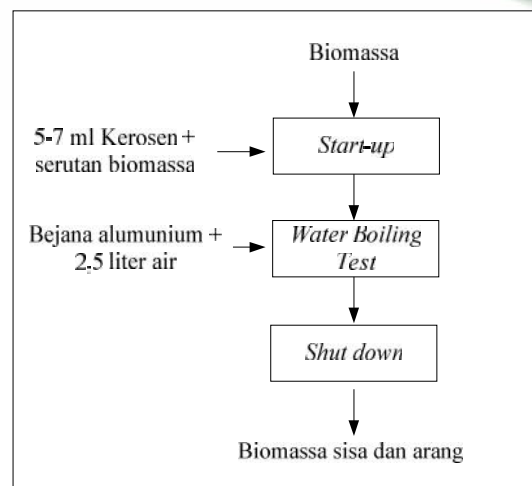 Biomassa
5-7 ml Kerosen +
serutan biomassa
Start-up
Bejana alumunium +
2.5 liter air
Water Boiling
Test
Shut down
Biomassa sisa dan arang